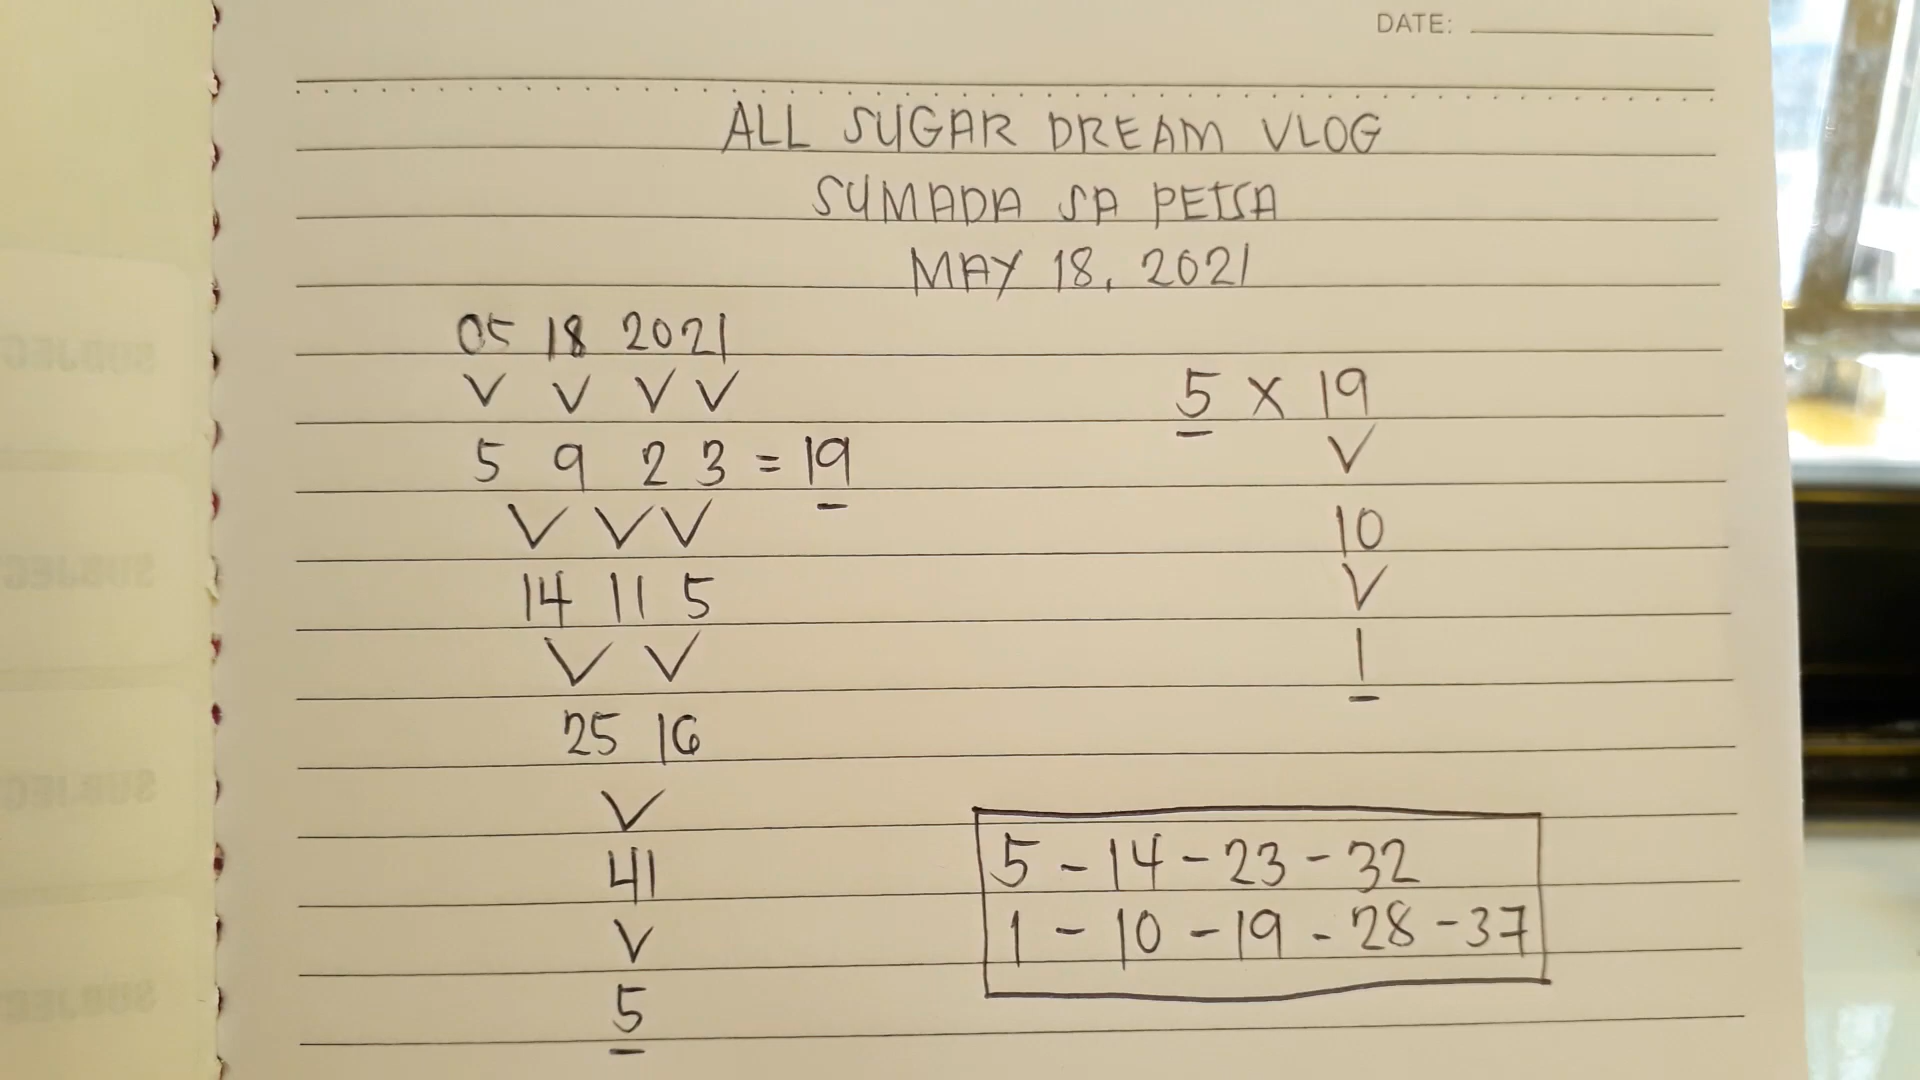 DATE:
ALL SUGAR DREAM VLOG
SUMADA SA PETSA
MAY 18, 2021
05 18 2021
V V V V
5 9 2 3 = 19
V V V
14 11 5
V V
25 16
V
41
V
5
5 X 19
V
10
V
1
5 - 14 - 23 - 32
1 - 10 - 19 - 28 - 37